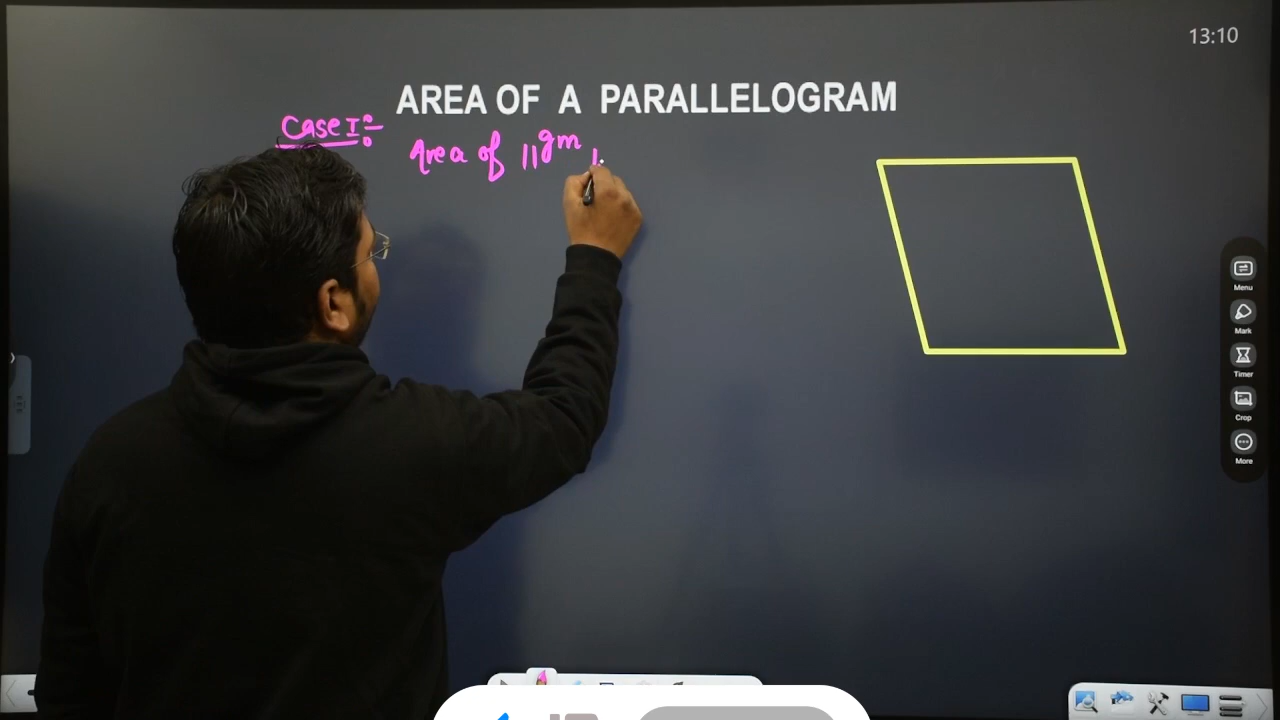 13:10
AREA OF A PARALLELOGRAM
Case I:-
Area of ||gm
Menu
Mark
Timer
Crop
More